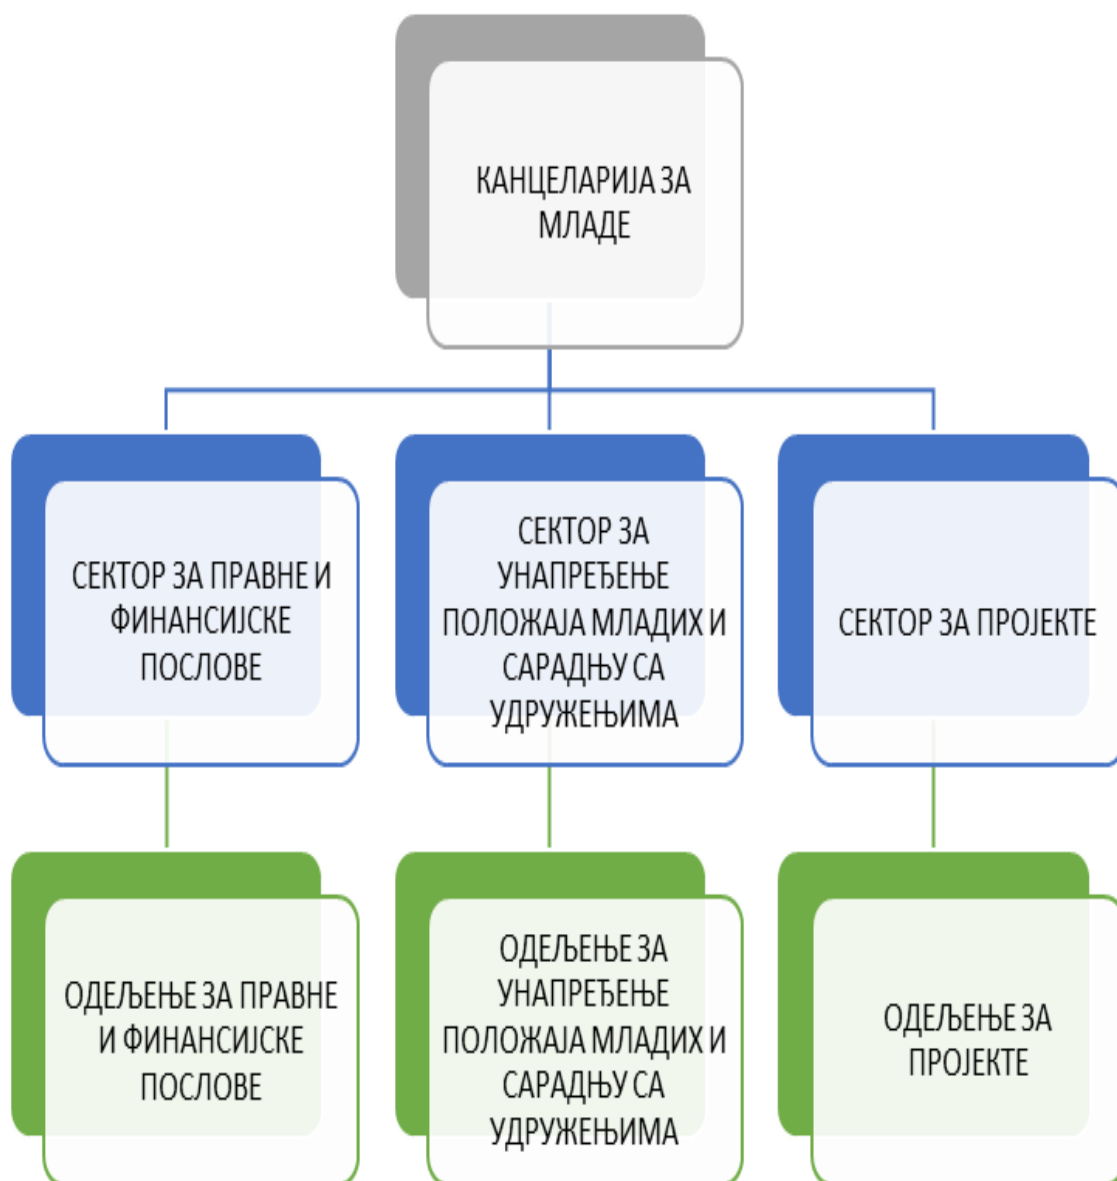 КАНЦЕЛАРИЈА ЗА
МЛАДЕ
СЕКТОР ЗА ПРАВНЕ И
ФИНАНСИЈСКЕ
ПОСЛОВЕ
СЕКТОР ЗА
УНАПРЕЂЕЊЕ
ПОЛОЖАЈА МЛАДИХ И
САРАДЊУ СА
УДРУЖЕЊИМА
СЕКТОР ЗА ПРОЈЕКТЕ
ОДЕЉЕЊЕ ЗА ПРАВНЕ
И ФИНАНСИЈСКЕ
ПОСЛОВЕ
ОДЕЉЕЊЕ ЗА
УНАПРЕЂЕЊЕ
ПОЛОЖАЈА МЛАДИХ И
САРАДЊУ СА
УДРУЖЕЊИМА
ОДЕЉЕЊЕ ЗА
ПРОЈЕКТЕ